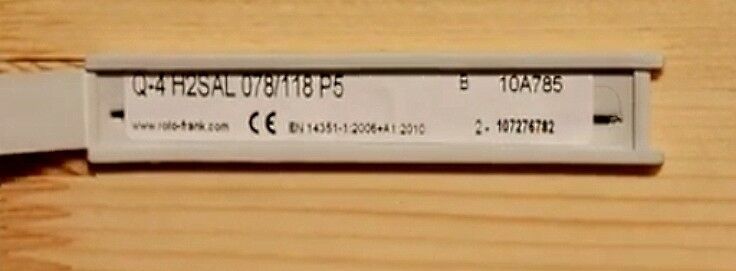 Q-4 H2SAL 078/118 P5 B 10A785
www.roto-frank.com CE EN 14351-1:2006+A1:2010 2- 107276782